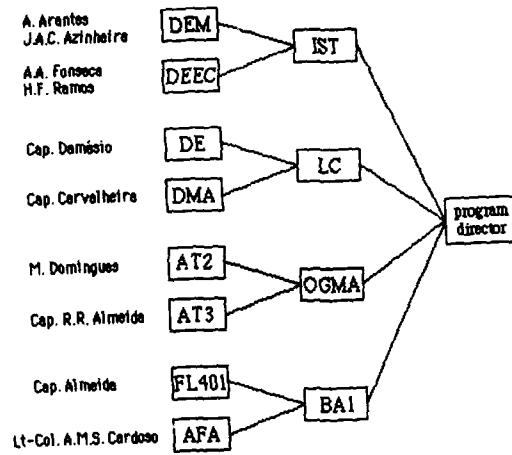 A. Arantes
J.A.C. Azinheira
DEM
IST
A.A. Fonseca
H.F. Ramos
DEEC
Cap. Damásio
DE
LC
Cap. Carvalheira
DMA
program
director
M. Domingues
AT2
OGMA
Cap. R.R. Almeida
AT3
Cap. Almeida
FL401
BA1
Lt-Col. A.M.S. Cardoso
AFA